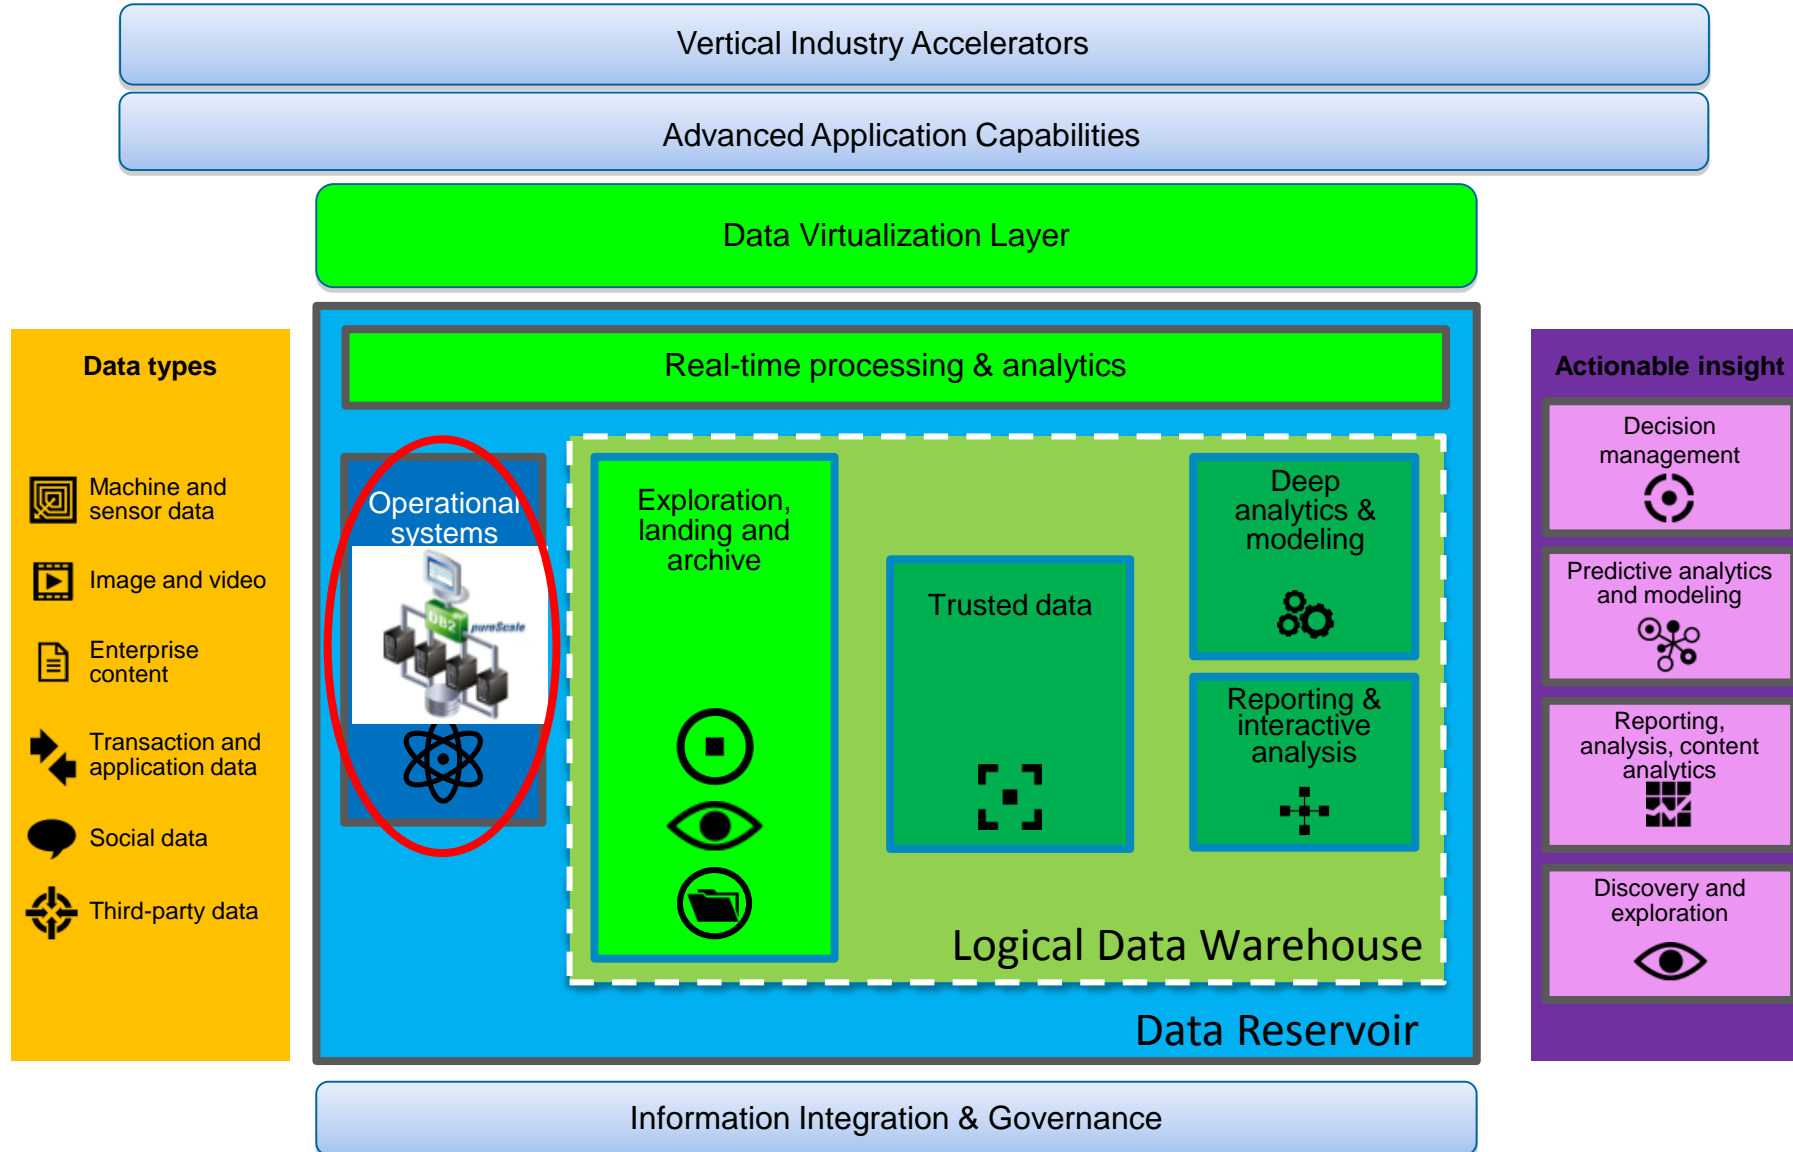 Vertical Industry Accelerators
Advanced Application Capabilities
Data Virtualization Layer
Data types
Machine and
sensor data
Image and video
Enterprise
content
Transaction and
application data
Social data
Third-party data
Real-time processing & analytics
Operational
systems
DB2
pureScale
Exploration,
landing and
archive
Trusted data
Deep
analytics &
modeling
Reporting &
interactive
analysis
Logical Data Warehouse
Data Reservoir
Actionable insight
Decision
management
Predictive analytics
and modeling
Reporting,
analysis, content
analytics
Discovery and
exploration
Information Integration & Governance